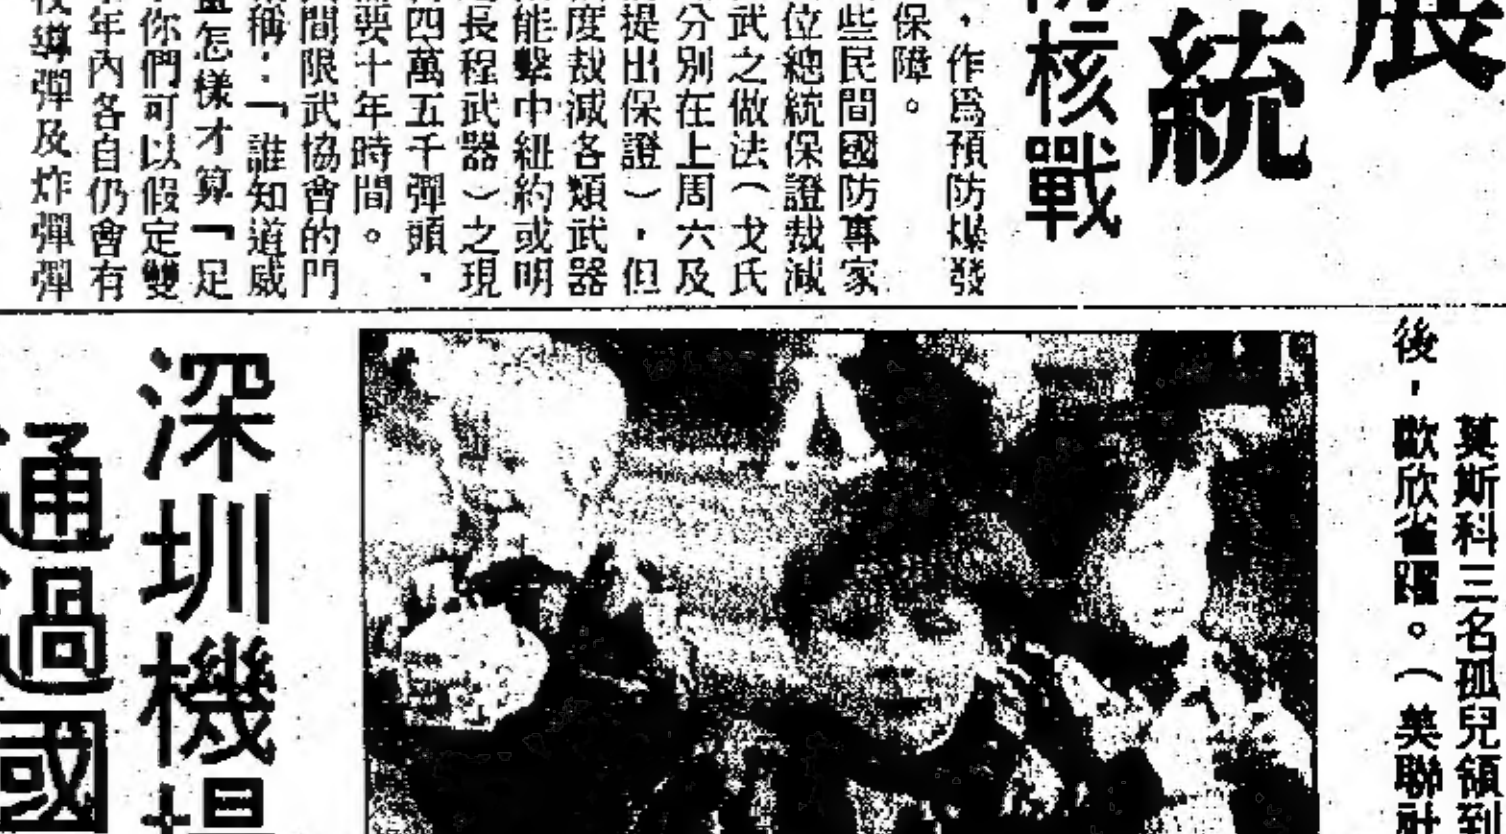 展
統
防核戰
，作爲預防爆發
保障。
些民間國防專家
位總統保證裁減
武之做法（戈氏
分別在上周六及
提出保證），但
度裁減各類武器
能擊中紐約或明
長程武器）之現
四萬五千彈頭，
需要十年時間。
間限武協會的門
稱：「誰知道威
怎樣才算「足
你們可以假定雙
年內各自仍會有
導彈及炸彈彈
莫斯科三名孤兒領到
後，歡欣雀躍。（美聯社
深圳機場
通過國